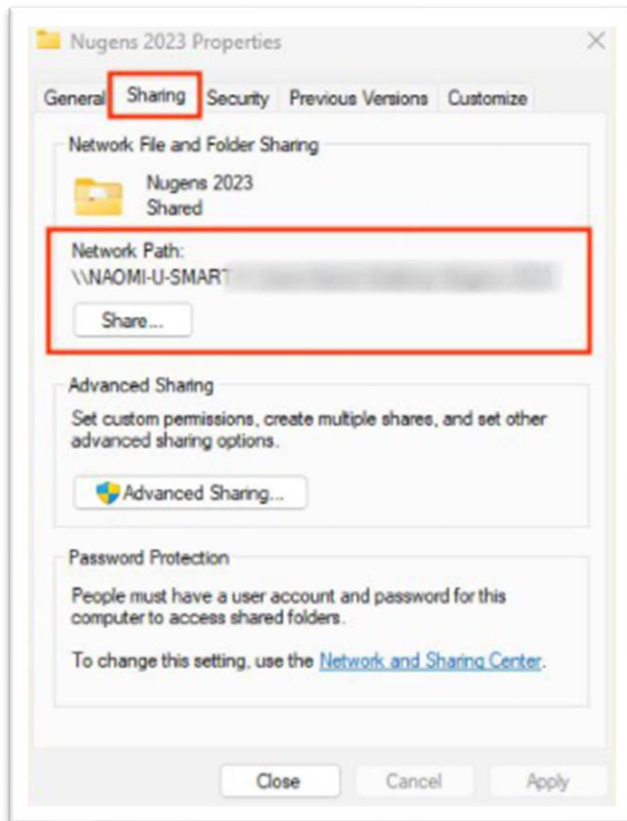 Nugens 2023 Properties
General Sharing Security Previous Versions Customize
Network File and Folder Sharing
Nugens 2023
Shared
Network Path:
\\NAOMI-U-SMART
Share...
Advanced Sharing
Set custom permissions, create multiple shares, and set other
advanced sharing options.
Advanced Sharing...
Password Protection
People must have a user account and password for this
computer to access shared folders.
To change this setting, use the Network and Sharing Center.
Close Cancel Apply